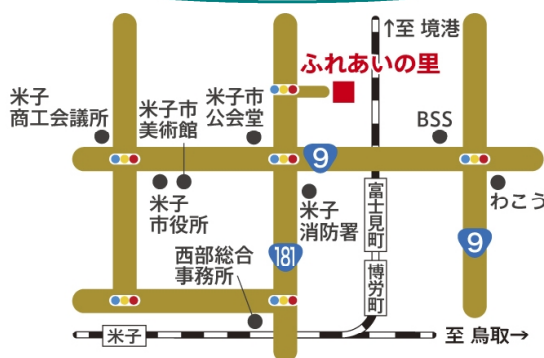 ↑至 境港
ふれあいの里
米子
商工会議所
米子市
美術館
米子市
公会堂
BSS
9
米子
市役所
米子
消防署
富士見町
わこう
181
9
西部総合
事務所
博労町
米子
至 鳥取→